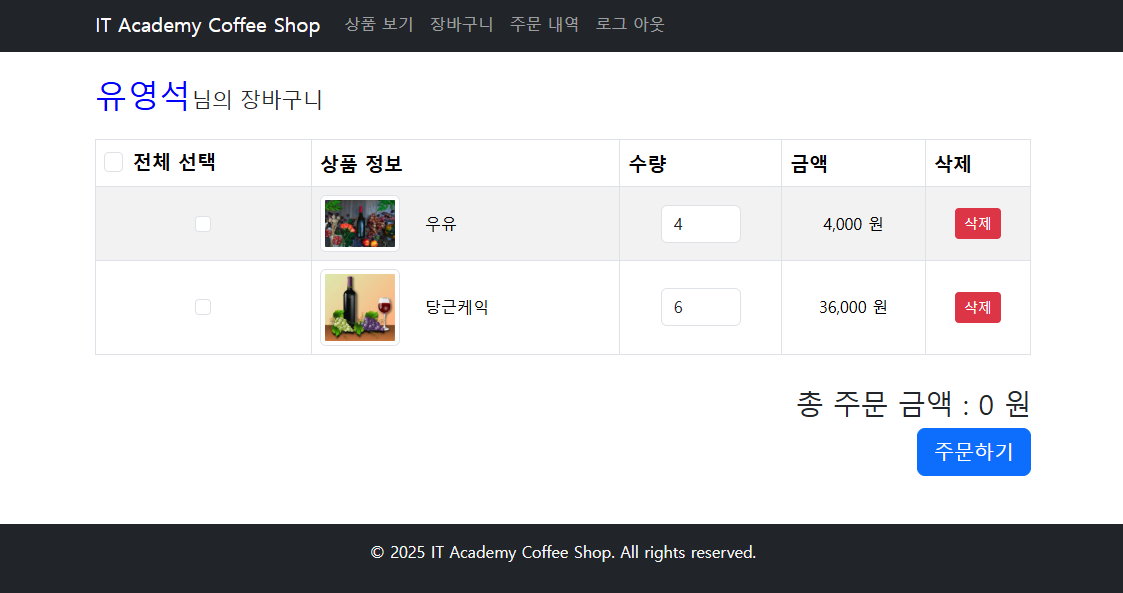 IT Academy Coffee Shop 상품 보기 장바구니 주문 내역 로그 아웃
유영석님의 장바구니
전체 선택 상품 정보 수량 금액 삭제
우유 4 4,000 원 삭제
당근케익 6 36,000 원 삭제
총 주문 금액 : 0 원
주문하기
© 2025 IT Academy Coffee Shop. All rights reserved.